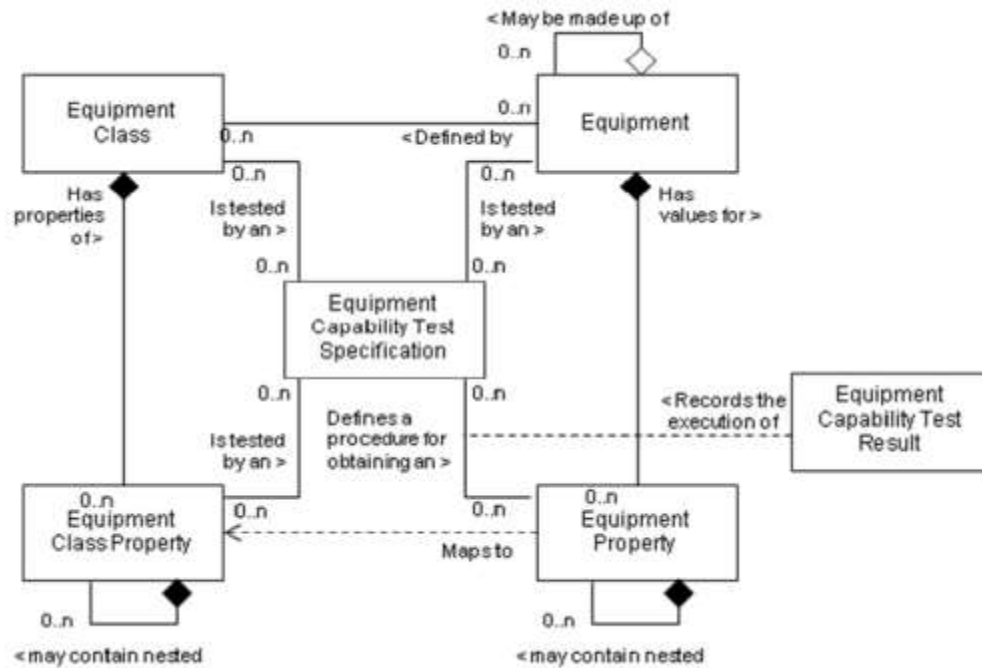 < May be made up of
0..n
Equipment
Class
0..n
Equipment
0..n
< Defined by
0..n
0..n
Has
properties
of >
Is tested
by an >
Is tested
by an >
Has
values for >
0..n
0..n
Equipment
Capability Test
Specification
0..n
0..n
Defines a
procedure for
obtaining an >
< Records the
execution of
Equipment
Capability Test
Result
Is tested
by an >
0..n
0..n
0..n
0..n
Equipment
Class Property
Equipment
Property
Maps to
0..n
0..n
< may contain nested
< may contain nested